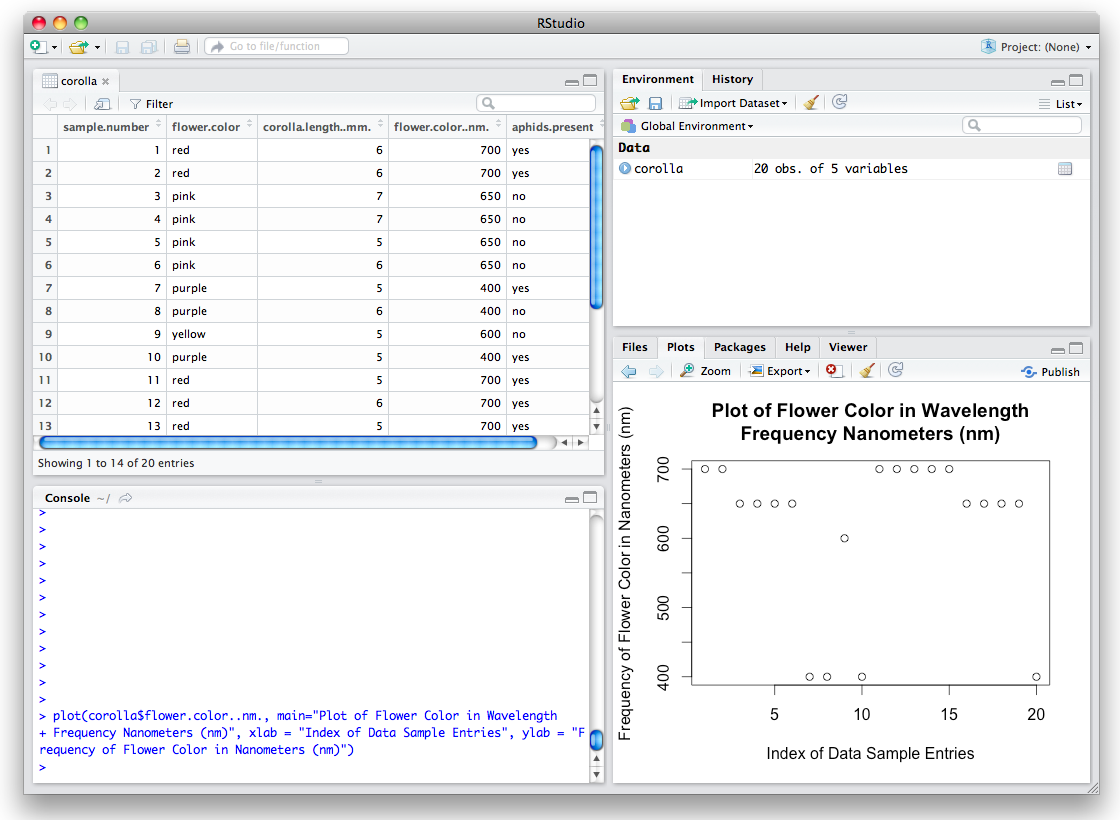 RStudio
Go to file/function
Project: (None)
corolla
Filter
sample.number flower.color corolla.length..mm. flower.color..nm. aphids.present
1 1 red 6 700 yes
2 2 red 6 700 yes
3 3 pink 7 650 no
4 4 pink 7 650 no
5 5 pink 5 650 no
6 6 pink 6 650 no
7 7 purple 5 400 yes
8 8 purple 6 400 no
9 9 yellow 5 600 no
10 10 purple 5 400 yes
11 11 red 5 700 yes
12 12 red 6 700 yes
13 13 red 5 700 yes
Showing 1 to 14 of 20 entries
Console ~/
>
>
>
>
>
>
>
>
>
>
>
>
> plot(corolla$flower.color..nm., main="Plot of Flower Color in Wavelength
+ Frequency Nanometers (nm)", xlab = "Index of Data Sample Entries", ylab = "F
requency of Flower Color in Nanometers (nm)")
>
Environment History
Import Dataset List
Global Environment
Data
corolla 20 obs. of 5 variables
Files Plots Packages Help Viewer
Zoom Export Publish
Plot of Flower Color in Wavelength
Frequency Nanometers (nm)
Frequency of Flower Color in Nanometers (nm)
700
600
500
400
5 10 15 20
Index of Data Sample Entries